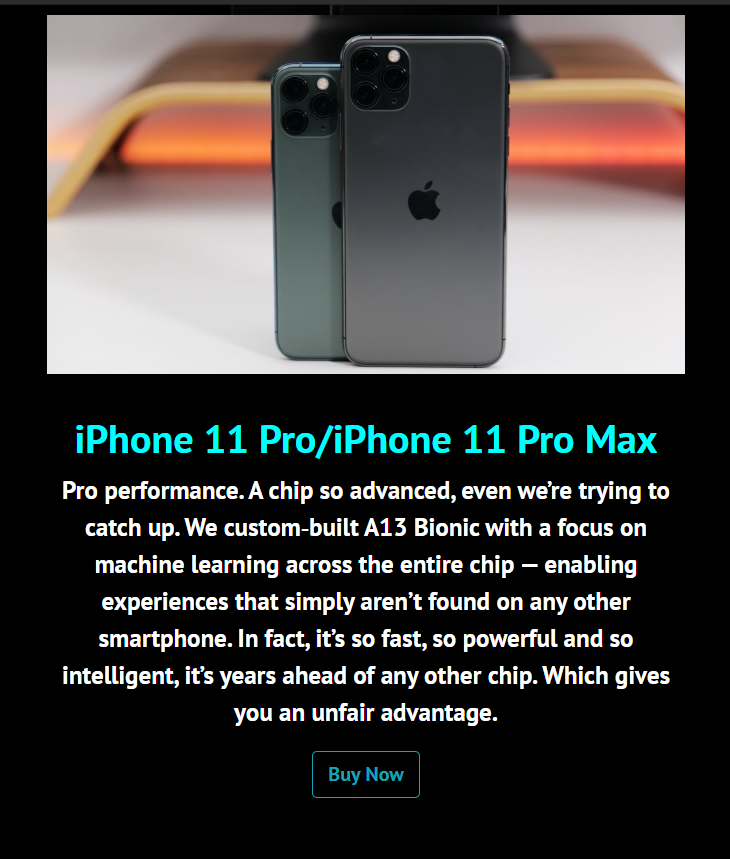 iPhone 11 Pro/iPhone 11 Pro Max
Pro performance. A chip so advanced, even we’re trying to
catch up. We custom-built A13 Bionic with a focus on
machine learning across the entire chip — enabling
experiences that simply aren’t found on any other
smartphone. In fact, it’s so fast, so powerful and so
intelligent, it’s years ahead of any other chip. Which gives
you an unfair advantage.
Buy Now